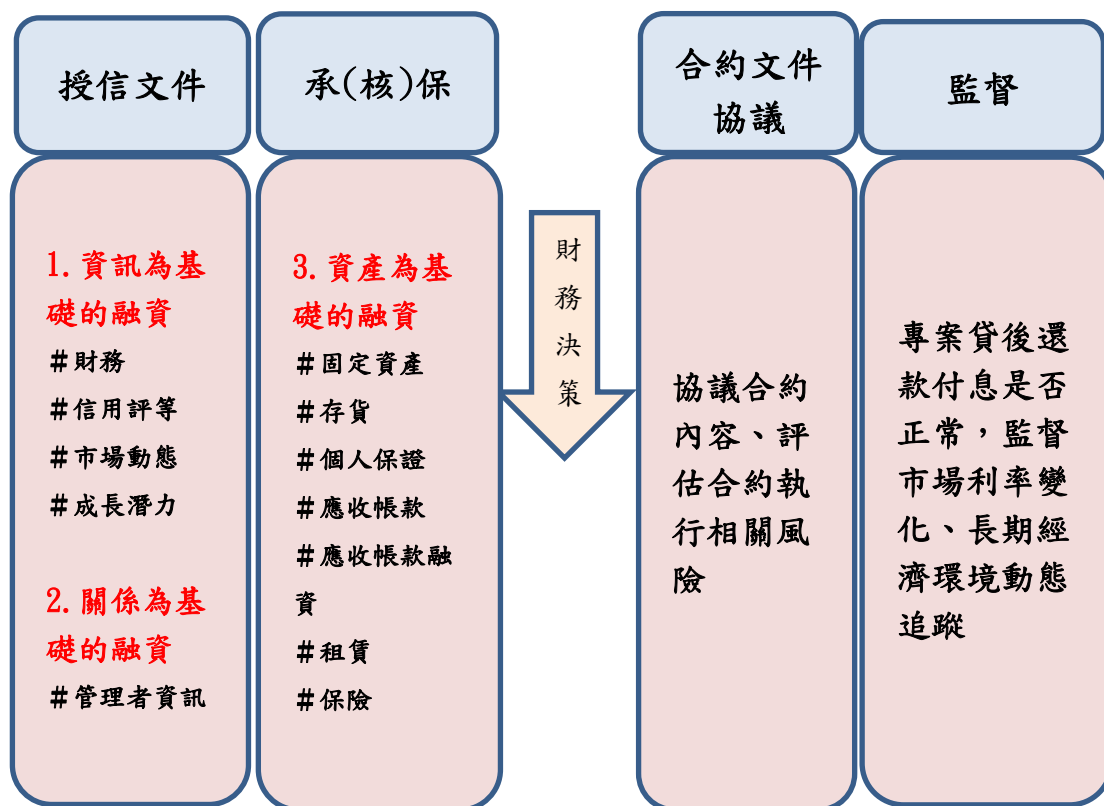 授信文件
1.資訊為基
礎的融資
#財務
#信用評等
#市場動態
#成長潛力
2.關係為基
礎的融資
#管理者資訊
承(核)保
3.資產為基
礎的融資
#固定資產
#存貨
#個人保證
#應收帳款
#應收帳款融
資
#租賃
#保險
財
務
決
策
合約文件
協議
協議合約
內容、評
估合約執
行相關風
險
監督
專案貸後還
款付息是否
正常，監督
市場利率變
化、長期經
濟環境動態
追蹤